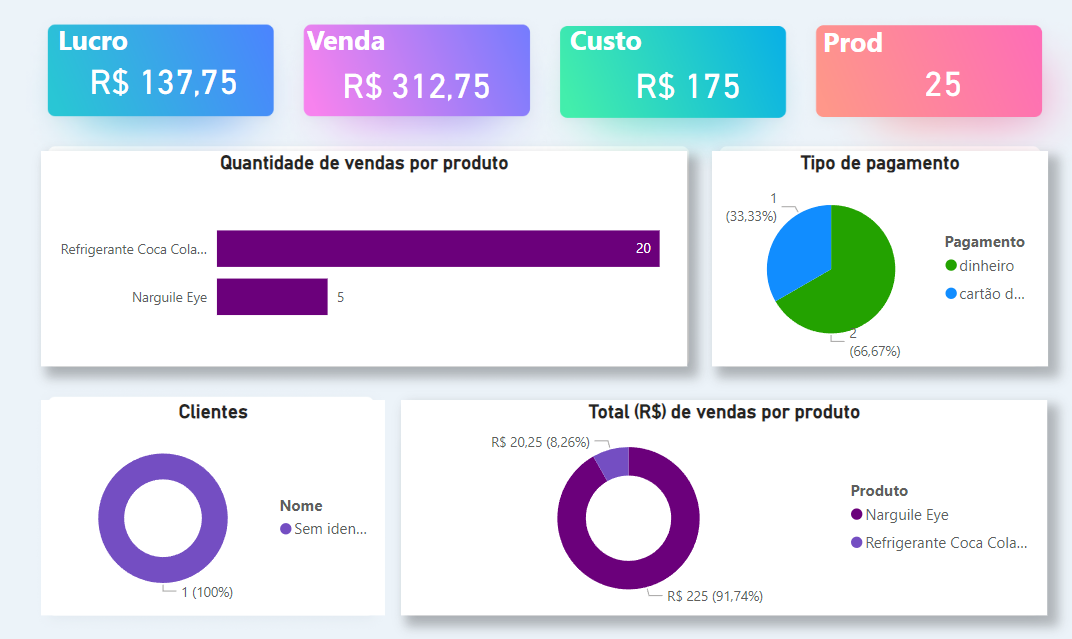 Lucro
R$ 137,75
Venda
R$ 312,75
Custo
R$ 175
Prod
25
Quantidade de vendas por produto
Refrigerante Coca Cola...
20
Narguile Eye
5
Tipo de pagamento
1
(33,33%)
2
(66,67%)
Pagamento
dinheiro
cartão d...
Clientes
1 (100%)
Nome
Sem iden...
Total (R$) de vendas por produto
R$ 20,25 (8,26%)
R$ 225 (91,74%)
Produto
Narguile Eye
Refrigerante Coca Cola...